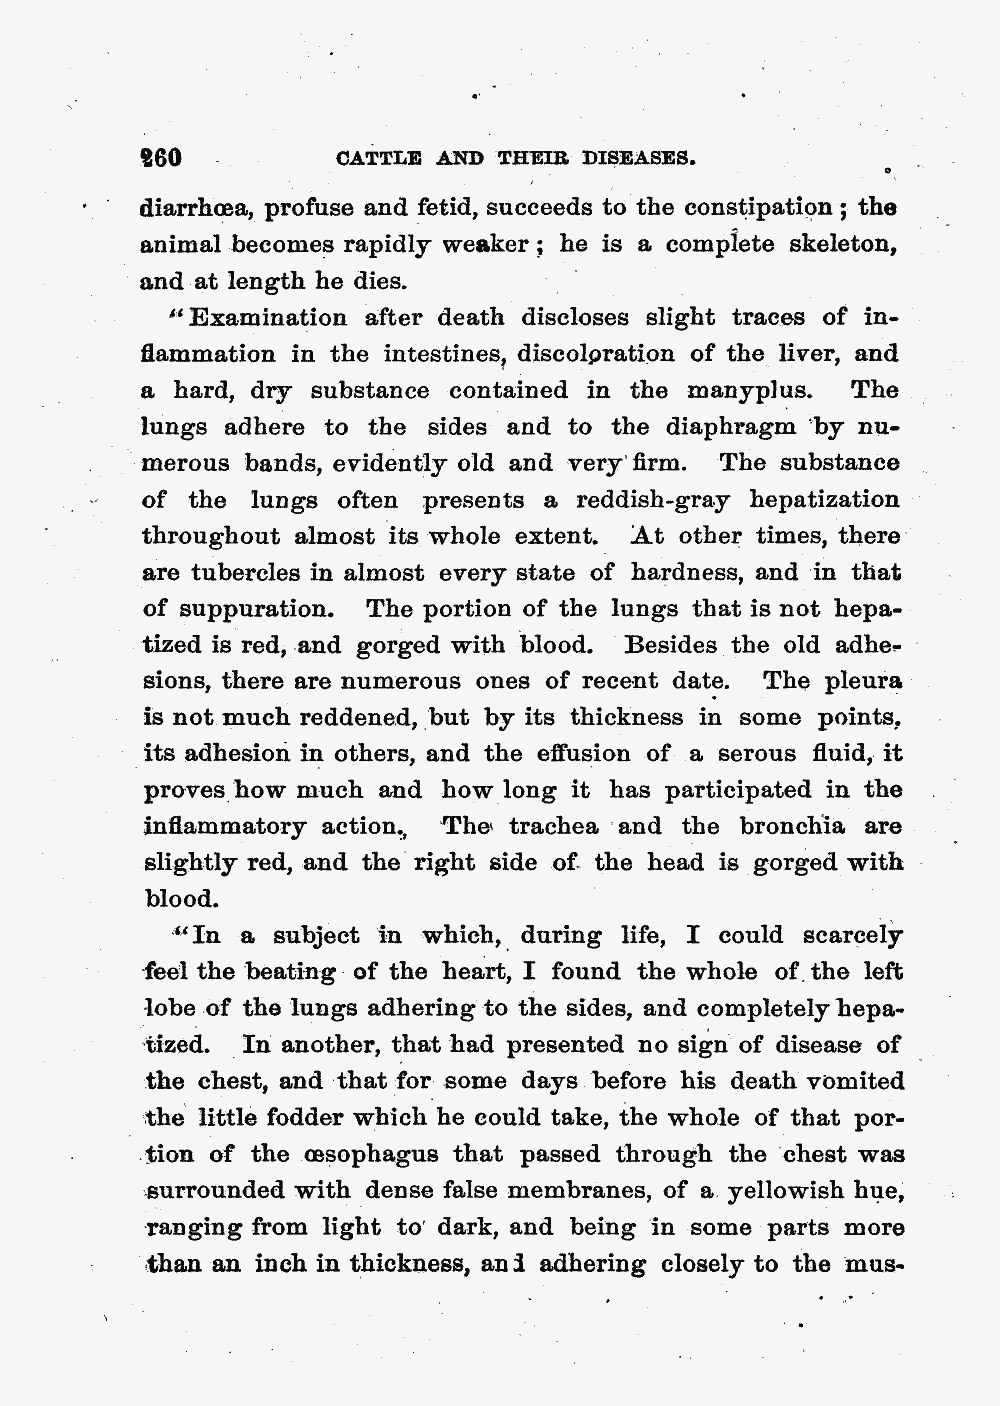 260 CATTLE AND THEIR DISEASES.
diarrhœa, profuse and fetid, succeeds to the constipation; the
animal becomes rapidly weaker; he is a complete skeleton,
and at length he dies.
"Examination after death discloses slight traces of in-
flammation in the intestines, discoloration of the liver, and
a hard, dry substance contained in the manyplus. The
lungs adhere to the sides and to the diaphragm by nu-
merous bands, evidently old and very firm. The substance
of the lungs often presents a reddish-gray hepatization
throughout almost its whole extent. At other times, there
are tubercles in almost every state of hardness, and in that
of suppuration. The portion of the lungs that is not hepa-
tized is red, and gorged with blood. Besides the old adhe-
sions, there are numerous ones of recent date. The pleura
is not much reddened, but by its thickness in some points,
its adhesion in others, and the effusion of a serous fluid, it
proves how much and how long it has participated in the
inflammatory action. The trachea and the bronchia are
slightly red, and the right side of the head is gorged with
blood.
"In a subject in which, during life, I could scarcely
feel the beating of the heart, I found the whole of the left
lobe of the lungs adhering to the sides, and completely hepa-
tized. In another, that had presented no sign of disease of
the chest, and that for some days before his death vomited
the little fodder which he could take, the whole of that por-
tion of the œsophagus that passed through the chest was
surrounded with dense false membranes, of a yellowish hue,
ranging from light to dark, and being in some parts more
than an inch in thickness, and adhering closely to the mus-